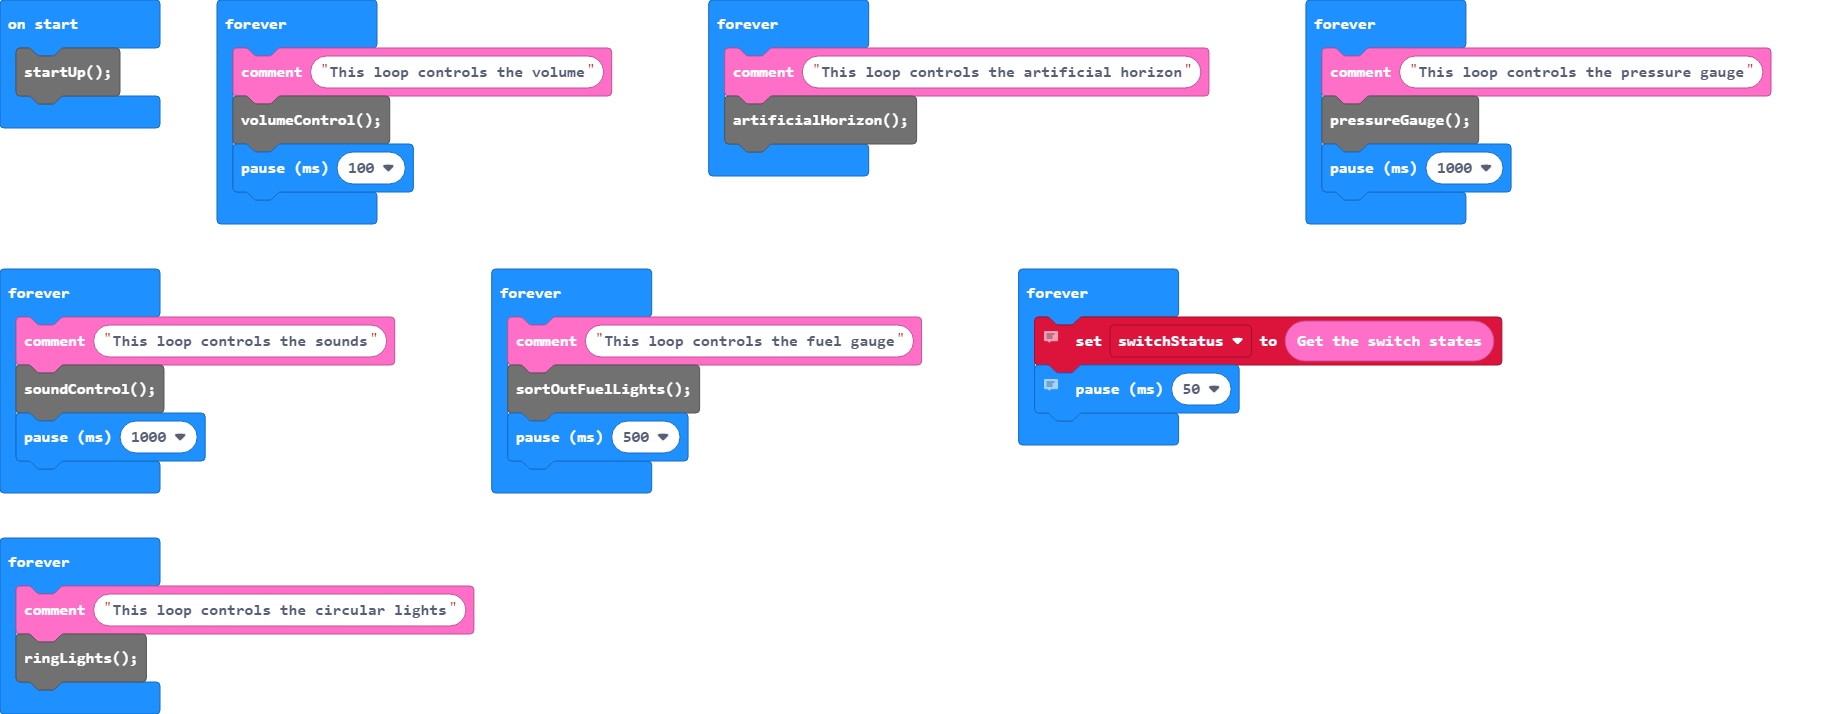 on start
startUp();
forever
comment "This loop controls the volume"
volumeControl();
pause (ms) 100
forever
comment "This loop controls the artificial horizon"
artificialHorizon();
forever
comment "This loop controls the pressure gauge"
pressureGauge();
pause (ms) 1000
forever
comment "This loop controls the sounds"
soundControl();
pause (ms) 1000
forever
comment "This loop controls the fuel gauge"
sortOutFuelLights();
pause (ms) 500
forever
set switchStatus to Get the switch states
pause (ms) 50
forever
comment "This loop controls the circular lights"
ringLights();